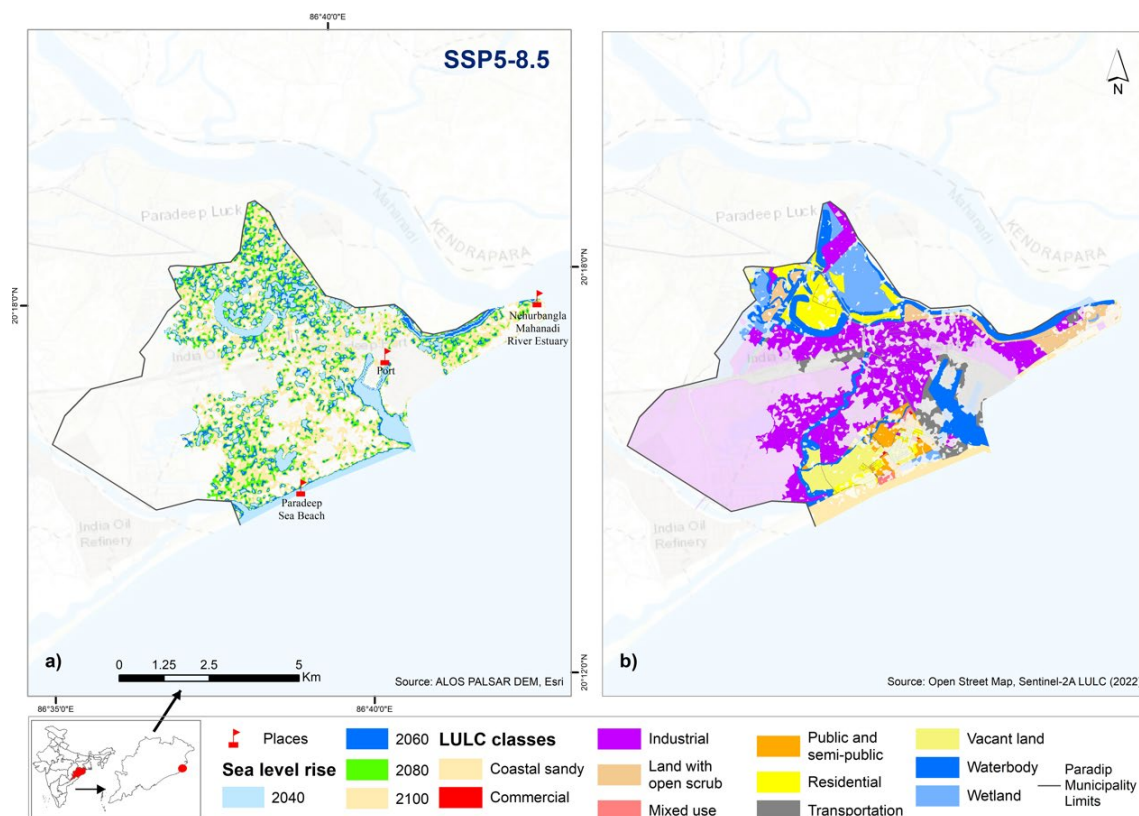 86°40'0"E
SSP5-8.5
N
Paradeep Luck
Mahanadi
KENDRAPARA
20°18'0"N
Nehurbangla
Mahanadi
River Estuary
India Oil
Port
Paradeep
Sea Beach
India Oil
Refinery
a)
0 1.25 2.5 5
Km
Source: ALOS PALSAR DEM, Esri
86°35'0"E
86°40'0"E
Paradeep Luck
Mahanadi
KENDRAPARA
20°18'0"N
India Oil
India Oil
Refinery
b)
20°12'0"N
Source: Open Street Map, Sentinel-2A LULC (2022)
Places
Sea level rise
2040
2060
2080
2100
LULC classes
Coastal sandy
Commercial
Industrial
Land with
open scrub
Mixed use
Public and
semi-public
Residential
Transportation
Vacant land
Waterbody
Wetland
Paradip
Municipality
Limits